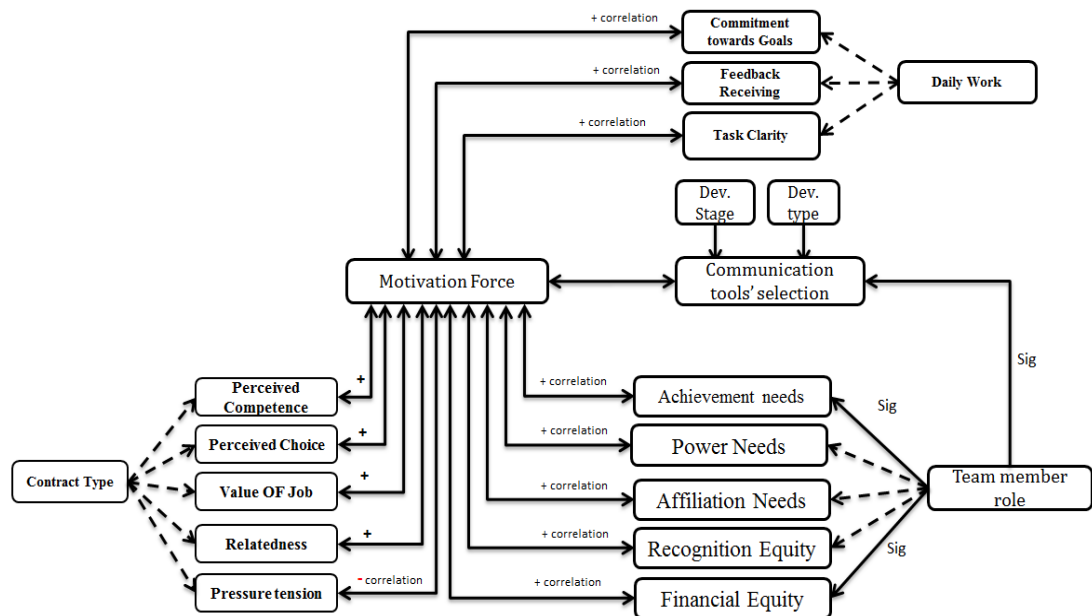 + correlation
Commitment
towards Goals
+ correlation
Feedback
Receiving
Daily Work
+ correlation
Task Clarity
Dev.
Stage
Dev.
type
Motivation Force
Communication
tools' selection
Sig
+
Perceived
Competence
+ correlation
Achievement needs
Sig
+
Perceived Choice
+ correlation
Power Needs
Contract Type
+
Value OF Job
+ correlation
Affiliation Needs
Team member
role
+
Relatedness
+ correlation
Recognition Equity
Sig
- correlation
Pressure tension
+ correlation
Financial Equity